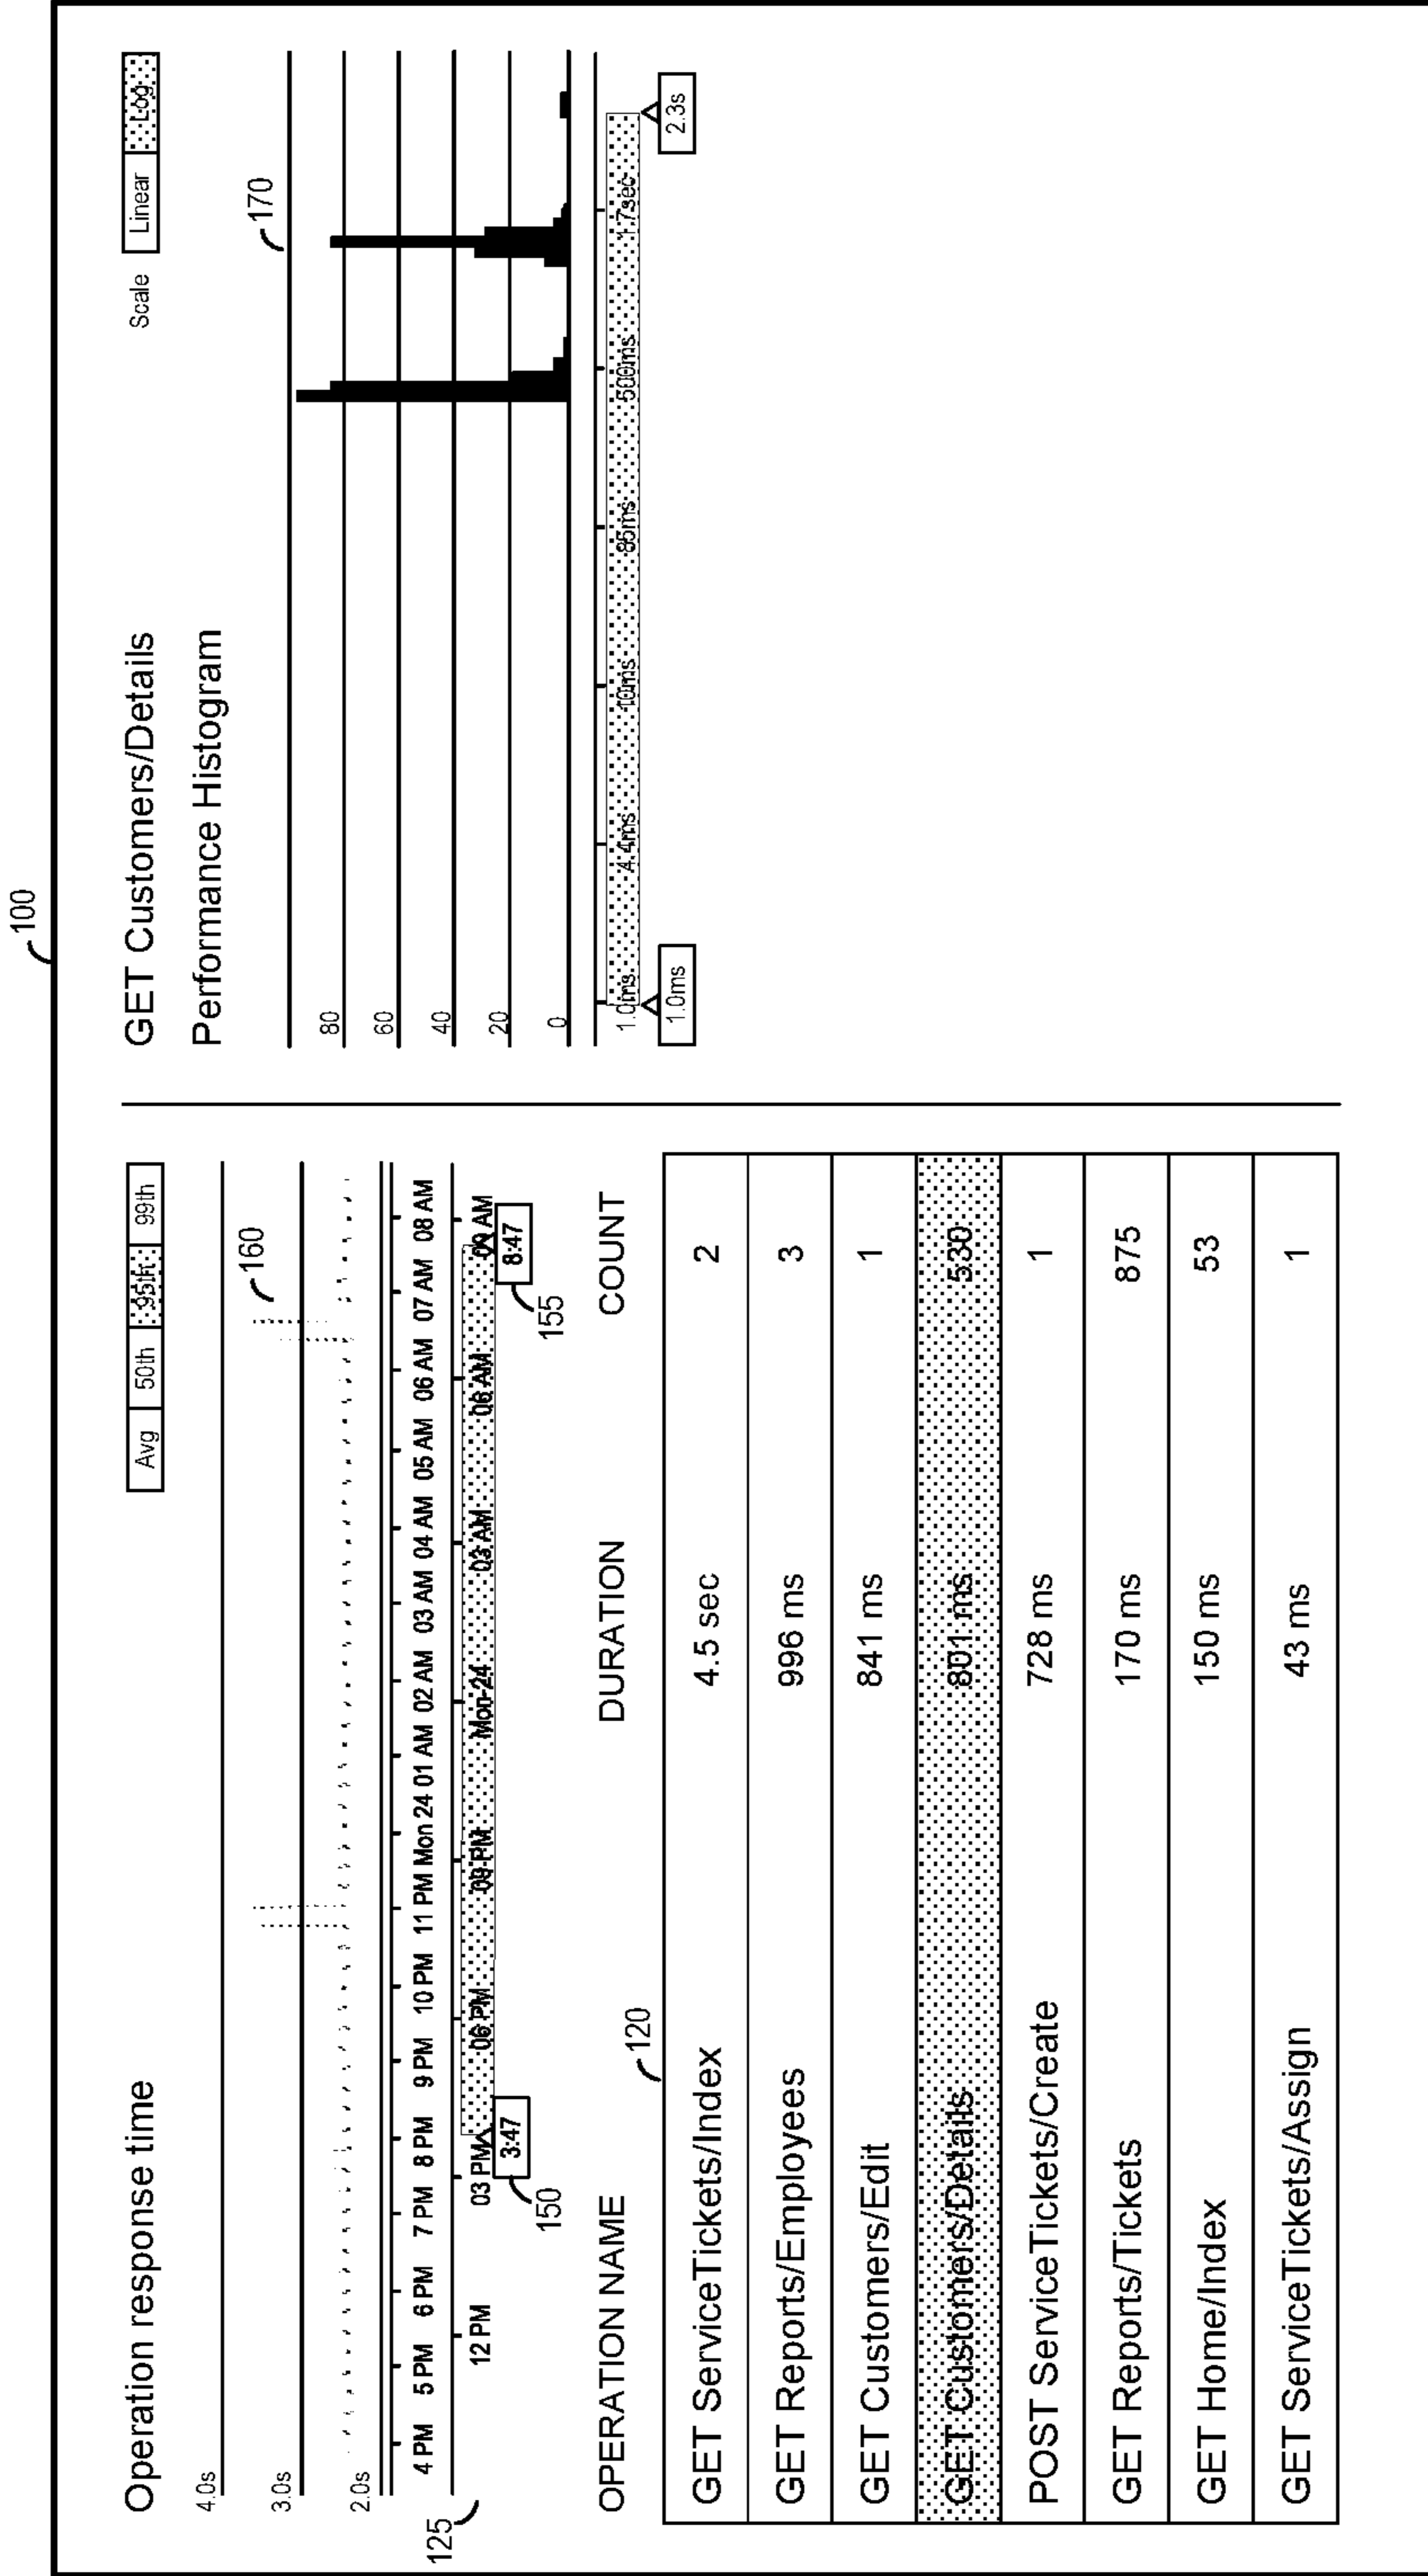 100
Operation response time
Avg 50th 95th 99th
4.0s
160
3.0s
2.0s
4 PM 5 PM 6 PM 7 PM 8 PM 9 PM 10 PM 11 PM Mon 24 01 AM 02 AM 03 AM 04 AM 05 AM 06 AM 07 AM 08 AM
125
12 PM 03 PM 06 PM 09 PM Mon-24 03 AM 06 AM 09 AM
3:47 8:47
150 155
OPERATION NAME DURATION COUNT
120
GET ServiceTickets/Index 4.5 sec 2
GET Reports/Employees 996 ms 3
GET Customers/Edit 841 ms 1
GET Customers/Details 801 ms 530
POST ServiceTickets/Create 728 ms 1
GET Reports/Tickets 170 ms 875
GET Home/Index 150 ms 53
GET ServiceTickets/Assign 43 ms 1
GET Customers/Details
Scale Linear Log
Performance Histogram
170
80
60
40
20
0
1.0ms 4.4ms 10ms 85ms 500ms 1.7sec
1.0ms 2.3s